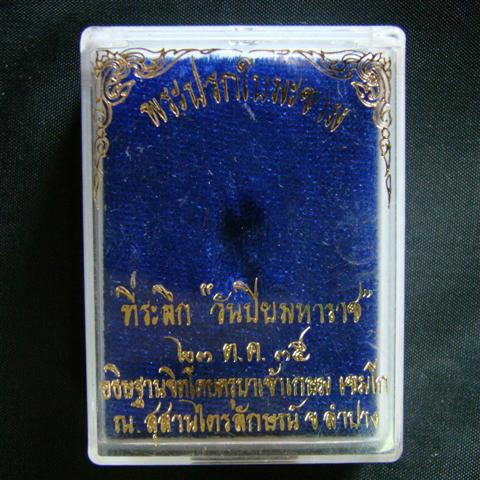 พระปรกใบมะขาม
ที่ระลึก "วันปิยมหาราช"
๒๓ ต.ค. ๓๕
อธิษฐานจิตโดยครูบาเจ้าเกษม เขมโก
ณ. สุสานไตรลักษณ์ จ ลำปาง